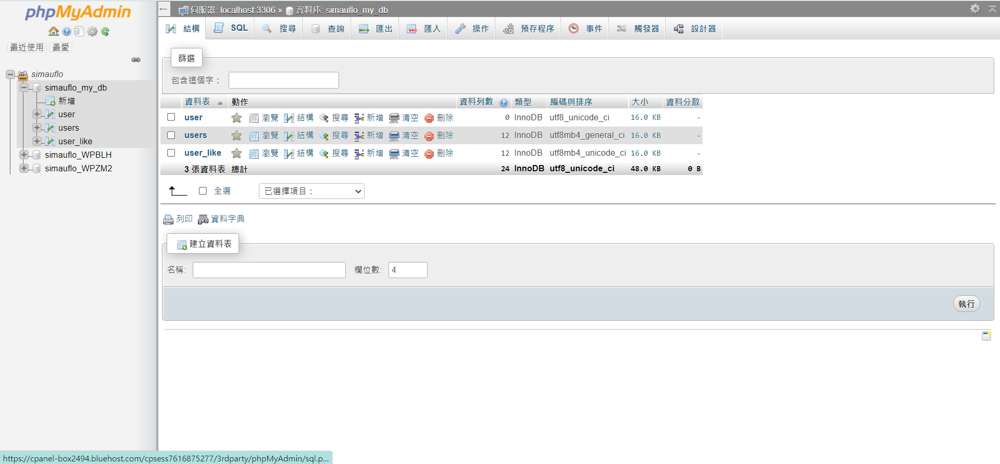 phpMyAdmin
最近使用 最愛
simauflo
simauflo_my_db
新增
user
users
user_like
simauflo_WPBLH
simauflo_WPZM2
伺服器: localhost:3306 » 資料庫: simauflo_my_db
結構 SQL 搜尋 查詢 匯出 匯入 操作 預存程序 事件 觸發器 設計器
篩選
包含這個字：
資料表 動作 資料列數 類型 編碼與排序 大小 資料分散
user 瀏覽 結構 搜尋 新增 清空 刪除 0 InnoDB utf8_unicode_ci 16.0 KB -
users 瀏覽 結構 搜尋 新增 清空 刪除 12 InnoDB utf8mb4_general_ci 16.0 KB -
user_like 瀏覽 結構 搜尋 新增 清空 刪除 12 InnoDB utf8mb4_unicode_ci 16.0 KB -
3 張資料表 總計 24 InnoDB utf8_unicode_ci 48.0 KB 0 B
全選 已選擇項目：
列印 資料字典
建立資料表
名稱: 欄位數: 4
執行
https://cpanel-box2494.bluehost.com/cpsess7616875277/3rdparty/phpMyAdmin/sql.p...